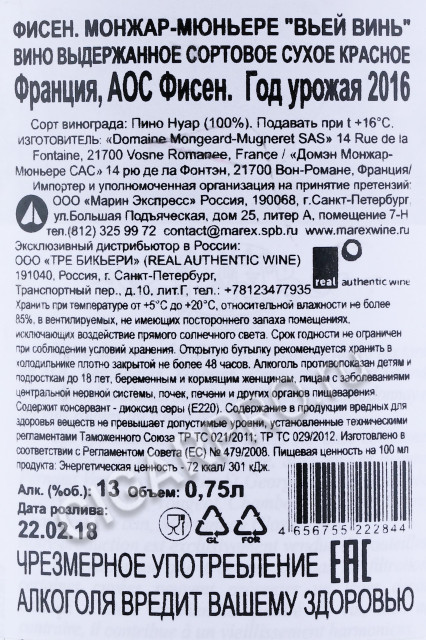 ФИСЕН. МОНЖАР-МЮНЬЕРЕ "ВЬЕЙ ВИНЬ"
ВИНО ВЫДЕРЖАННОЕ СОРТОВОЕ СУХОЕ КРАСНОЕ
Франция, АОС Фисен. Год урожая 2016
Сорт винограда: Пино Нуар (100%). Подавать при t +16°С.
ИЗГОТОВИТЕЛЬ: «Domaine Mongeard-Mugneret SAS» 14 Rue de la
Fontaine, 21700 Vosne Romanee, France / «Домэн Монжар-
Мюньере САС» 14 рю де ла Фонтэн, 21700 Вон-Романе, Франция/
Импортер и уполномоченная организация на принятие претензий:
ООО «Марин Экспресс» Россия, 190068, г.Санкт-Петербург,
ул.Большая Подъяческая, дом 25, литер А, помещение 7-Н
тел.(812) 325 99 72 contact@marex.spb.ru www.marexwine.ru
Эксклюзивный дистрибьютор в России:
ООО «ТРЕ БИКЬЕРИ» (REAL AUTHENTIC WINE)
191040, Россия, г. Санкт-Петербург,
Транспортный пер., д.10, лит.Г, тел: +78123477935
real authentic wine
Хранить при температуре от +5°С до +20°С, относительной влажности не более
85%, в вентилируемых, не имеющих постороннего запаха помещениях,
исключающих воздействие прямого солнечного света. Срок годности не ограничен
при соблюдении условий хранения. Открытую бутылку рекомендуется хранить в
холодильнике плотно закрытой не более 48 часов. Алкоголь противопоказан детям и
подросткам до 18 лет, беременным и кормящим женщинам, лицам с заболеваниями
центральной нервной системы, почек, печени и других органов пищеварения.
Содержит консервант - диоксид серы (Е220). Содержание в продукции вредных для
здоровья веществ не превышает допустимые уровни, установленные техническими
регламентами Таможенного Союза ТР ТС 021/2011; ТР ТС 029/2012. Изготовлено в
соответствии с Регламентом Совета (ЕС) № 479/2008. Пищевая ценность на 100 мл
продукта: Энергетическая ценность - 72 ккал/ 301 кДж.
Алк. (%об.): 13 Объем: 0,75л
Дата розлива:
22.02.18
GL FOR
4 656755 222844
ЧРЕЗМЕРНОЕ УПОТРЕБЛЕНИЕ ЕАС
АЛКОГОЛЯ ВРЕДИТ ВАШЕМУ ЗДОРОВЬЮ